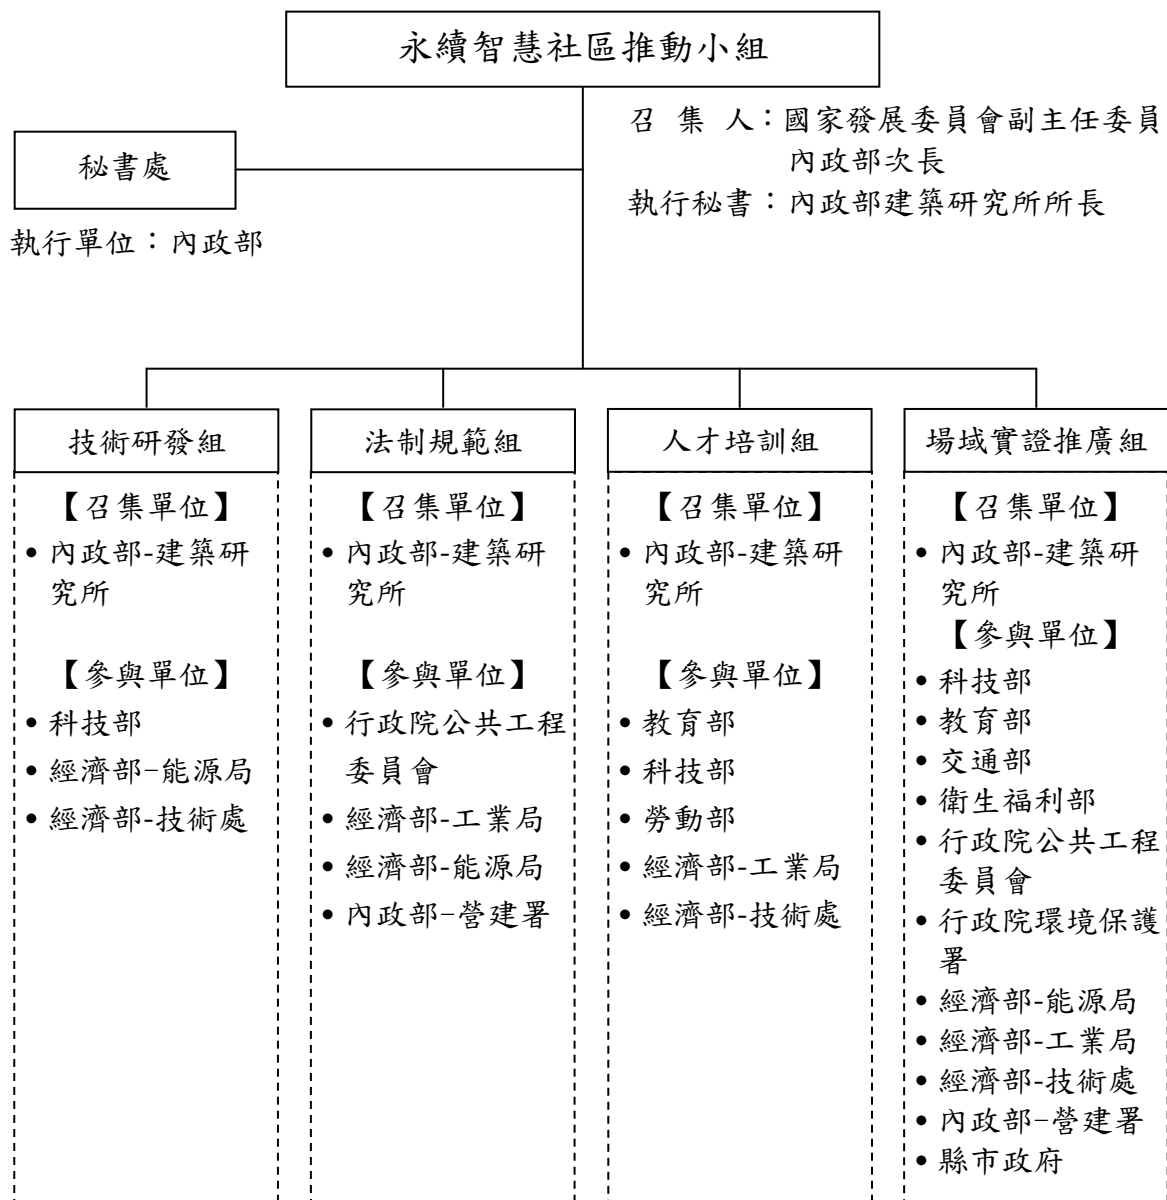 永續智慧社區推動小組
召 集 人：國家發展委員會副主任委員
內政部次長
執行秘書：內政部建築研究所所長
秘書處
執行單位：內政部
技術研發組
【召集單位】
• 內政部-建築研
究所
【參與單位】
• 科技部
• 經濟部–能源局
• 經濟部-技術處
法制規範組
【召集單位】
• 內政部-建築研
究所
【參與單位】
• 行政院公共工程
委員會
• 經濟部-工業局
• 經濟部-能源局
• 內政部–營建署
人才培訓組
【召集單位】
• 內政部-建築研
究所
【參與單位】
• 教育部
• 科技部
• 勞動部
• 經濟部-工業局
• 經濟部-技術處
場域實證推廣組
【召集單位】
• 內政部-建築研
究所
【參與單位】
• 科技部
• 教育部
• 交通部
• 衛生福利部
• 行政院公共工程
委員會
• 行政院環境保護
署
• 經濟部-能源局
• 經濟部-工業局
• 經濟部-技術處
• 內政部–營建署
• 縣市政府